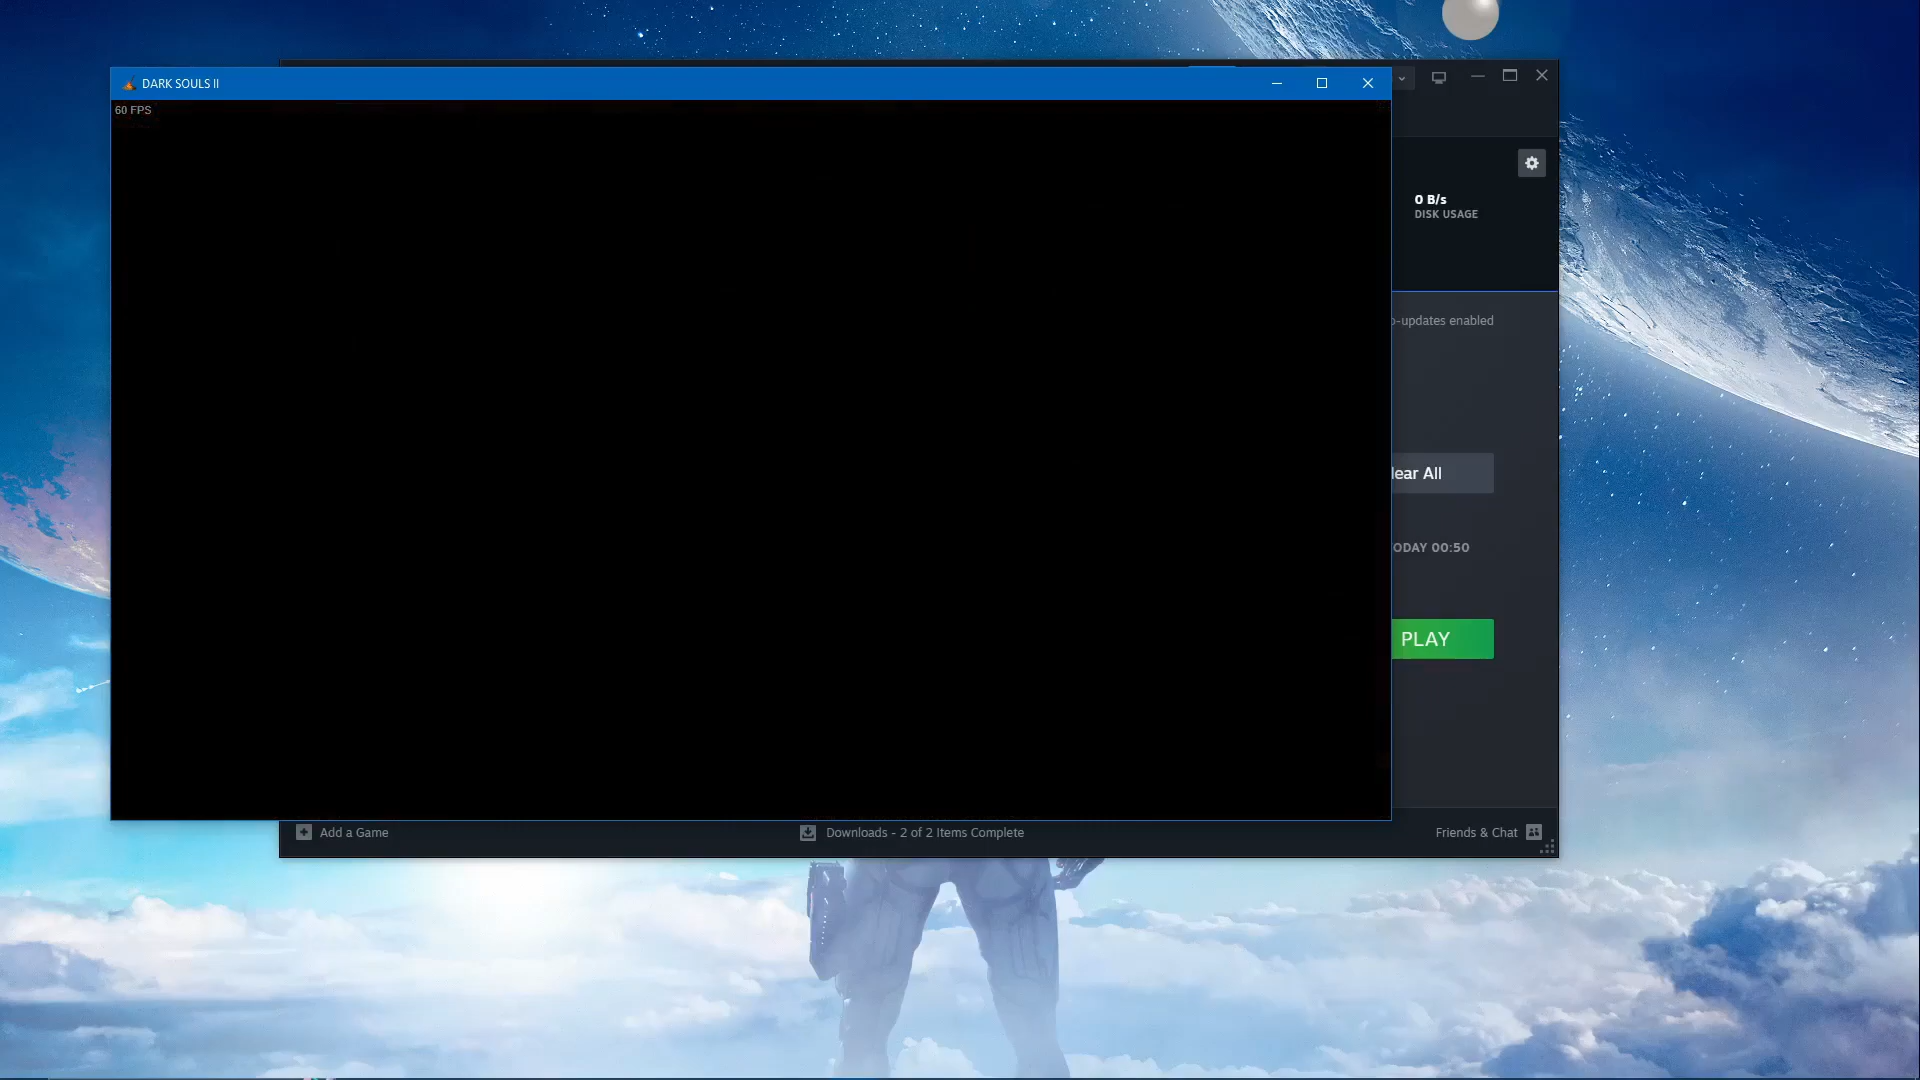 DARK SOULS II
60 FPS
0 B/s
DISK USAGE
o-updates enabled
lear All
ODAY 00:50
PLAY
Add a Game
Downloads - 2 of 2 Items Complete
Friends & Chat